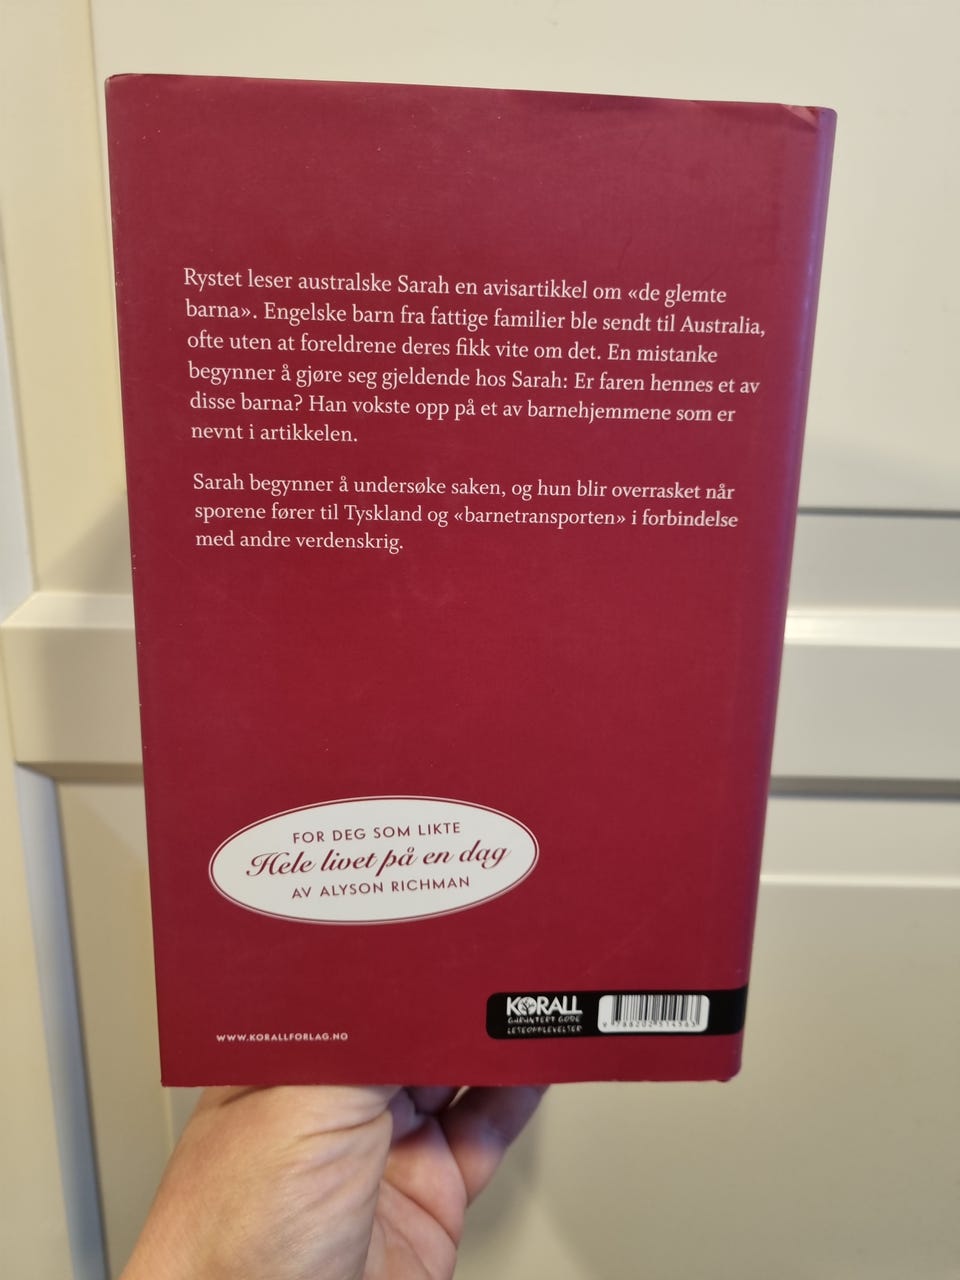 Rystet leser australske Sarah en avisartikkel om «de glemte
barna». Engelske barn fra fattige familier ble sendt til Australia,
ofte uten at foreldrene deres fikk vite om det. En mistanke
begynner å gjøre seg gjeldende hos Sarah: Er faren hennes et av
disse barna? Han vokste opp på et av barnehjemmene som er
nevnt i artikkelen.
Sarah begynner å undersøke saken, og hun blir overrasket når
sporene fører til Tyskland og «barnetransporten» i forbindelse
med andre verdenskrig.
FOR DEG SOM LIKTE
Hele livet på en dag
AV ALYSON RICHMAN
WWW.KORALLFORLAG.NO
KORALL
GARANTERT GODE
LESEOPPLEVELSER